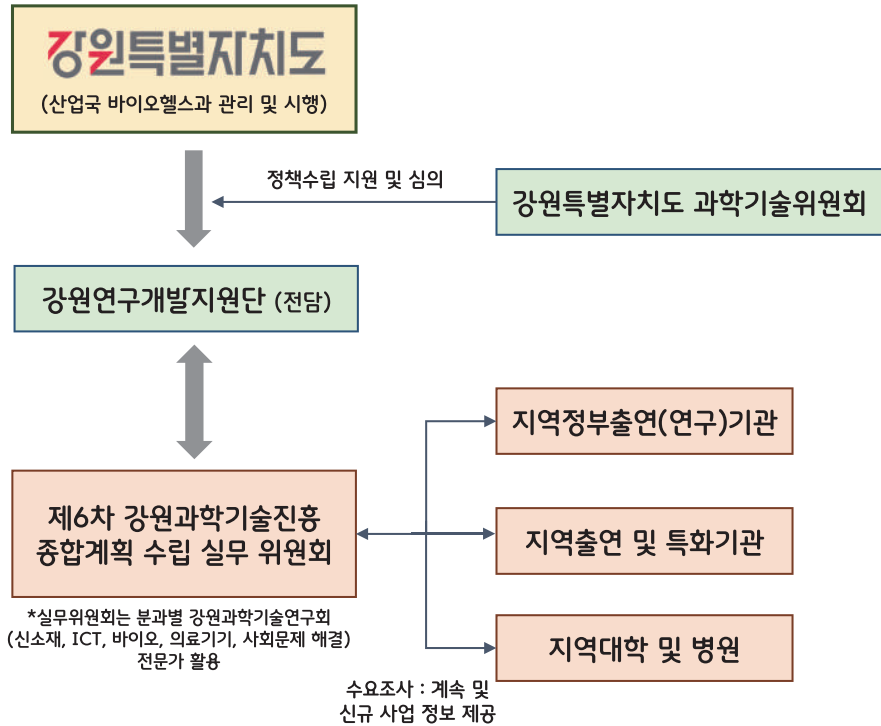 강원특별자치도
(산업국 바이오헬스과 관리 및 시행)
정책수립 지원 및 심의
강원특별자치도 과학기술위원회
강원연구개발지원단 (전담)
지역정부출연(연구)기관
제6차 강원과학기술진흥
종합계획 수립 실무 위원회
지역출연 및 특화기관
*실무위원회는 분과별 강원과학기술연구회
(신소재, ICT, 바이오, 의료기기, 사회문제 해결)
전문가 활용
지역대학 및 병원
수요조사 : 계속 및
신규 사업 정보 제공